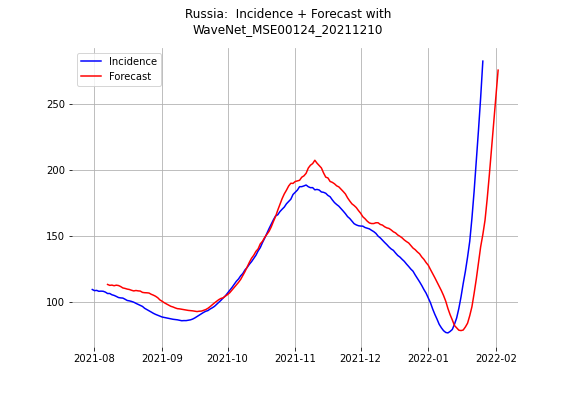 Russia:  Incidence + Forecast with
WaveNet_MSE00124_20211210
Incidence
Forecast
250
200
150
100
2021-08 2021-09 2021-10 2021-11 2021-12 2022-01 2022-02